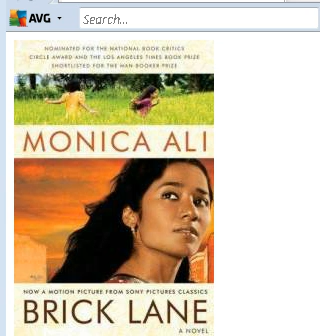 AVG
Search...
NOMINATED FOR THE NATIONAL BOOK CRITICS
CIRCLE AWARD AND THE LOS ANGELES TIMES BOOK PRIZE
SHORTLISTED FOR THE MAN BOOKER PRIZE
MONICA ALI
NOW A MOTION PICTURE FROM SONY PICTURES CLASSICS
BRICK LANE
A NOVEL